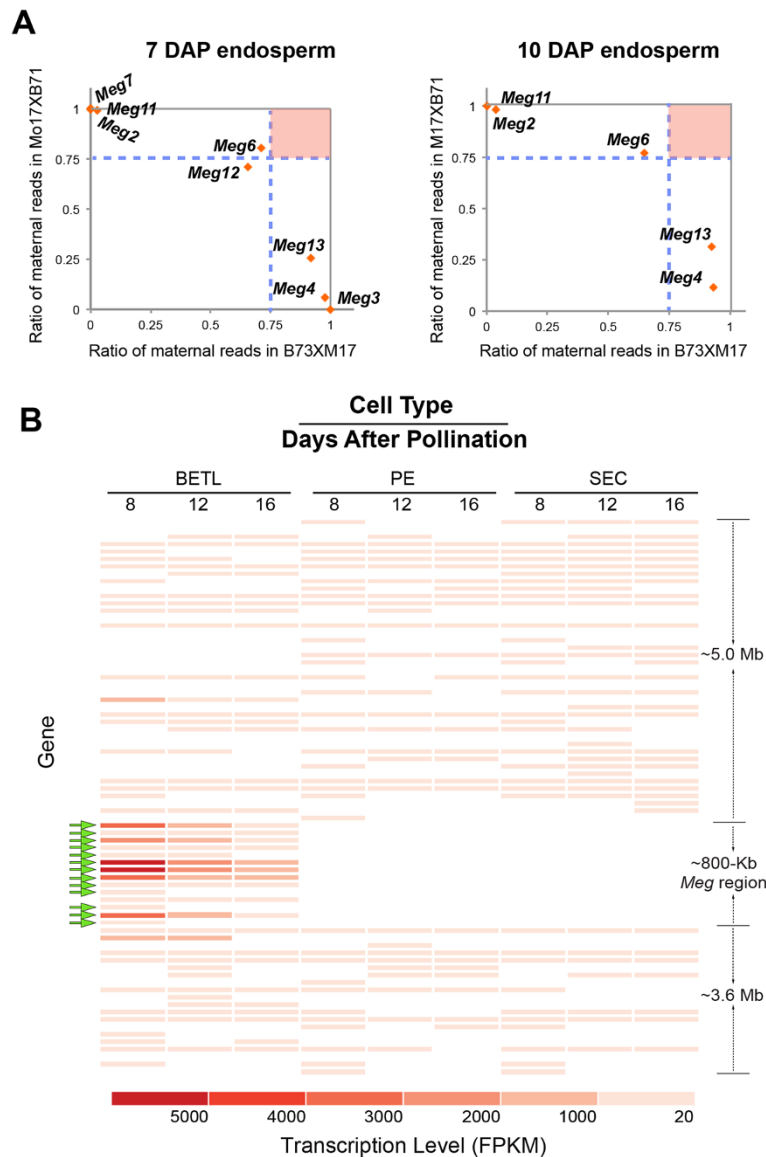 A
7 DAP endosperm
10 DAP endosperm
Ratio of maternal reads in Mo17XB71
1
0.75
0.5
0.25
0
Meg7
Meg11
Meg2
Meg6
Meg12
Meg13
Meg4
Meg3
0 0.25 0.5 0.75 1
Ratio of maternal reads in B73XM17
Ratio of maternal reads in M17XB71
1
0.75
0.5
0.25
0
Meg11
Meg2
Meg6
Meg13
Meg4
0 0.25 0.5 0.75 1
Ratio of maternal reads in B73XM17
B
Cell Type
Days After Pollination
BETL PE SEC
8 12 16 8 12 16 8 12 16
Gene
~5.0 Mb
~800-Kb
Meg region
~3.6 Mb
5000 4000 3000 2000 1000 20
Transcription Level (FPKM)